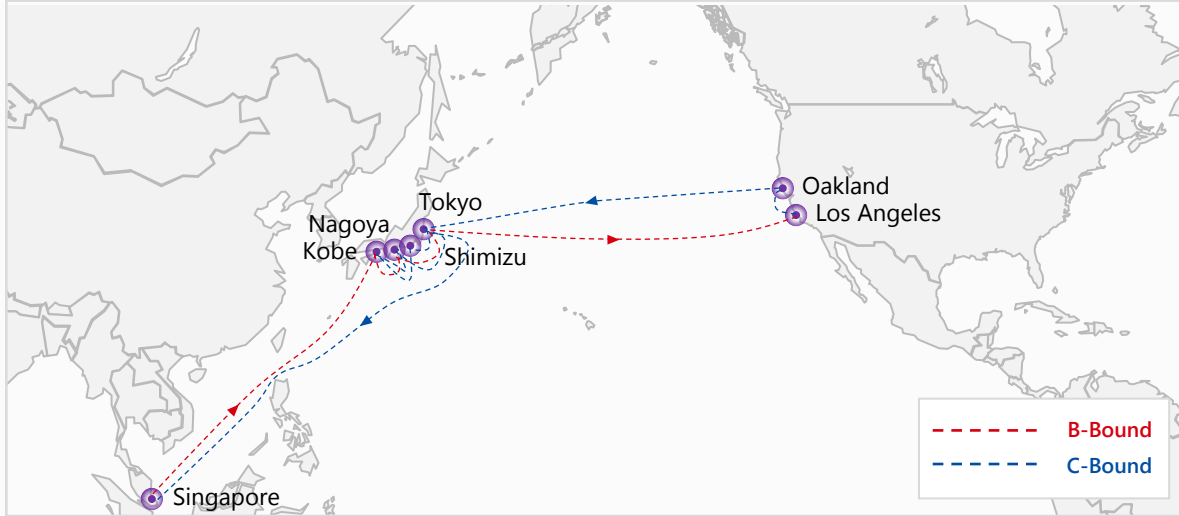 Oakland
Tokyo
Los Angeles
Nagoya
Kobe
Shimizu
B-Bound
C-Bound
Singapore